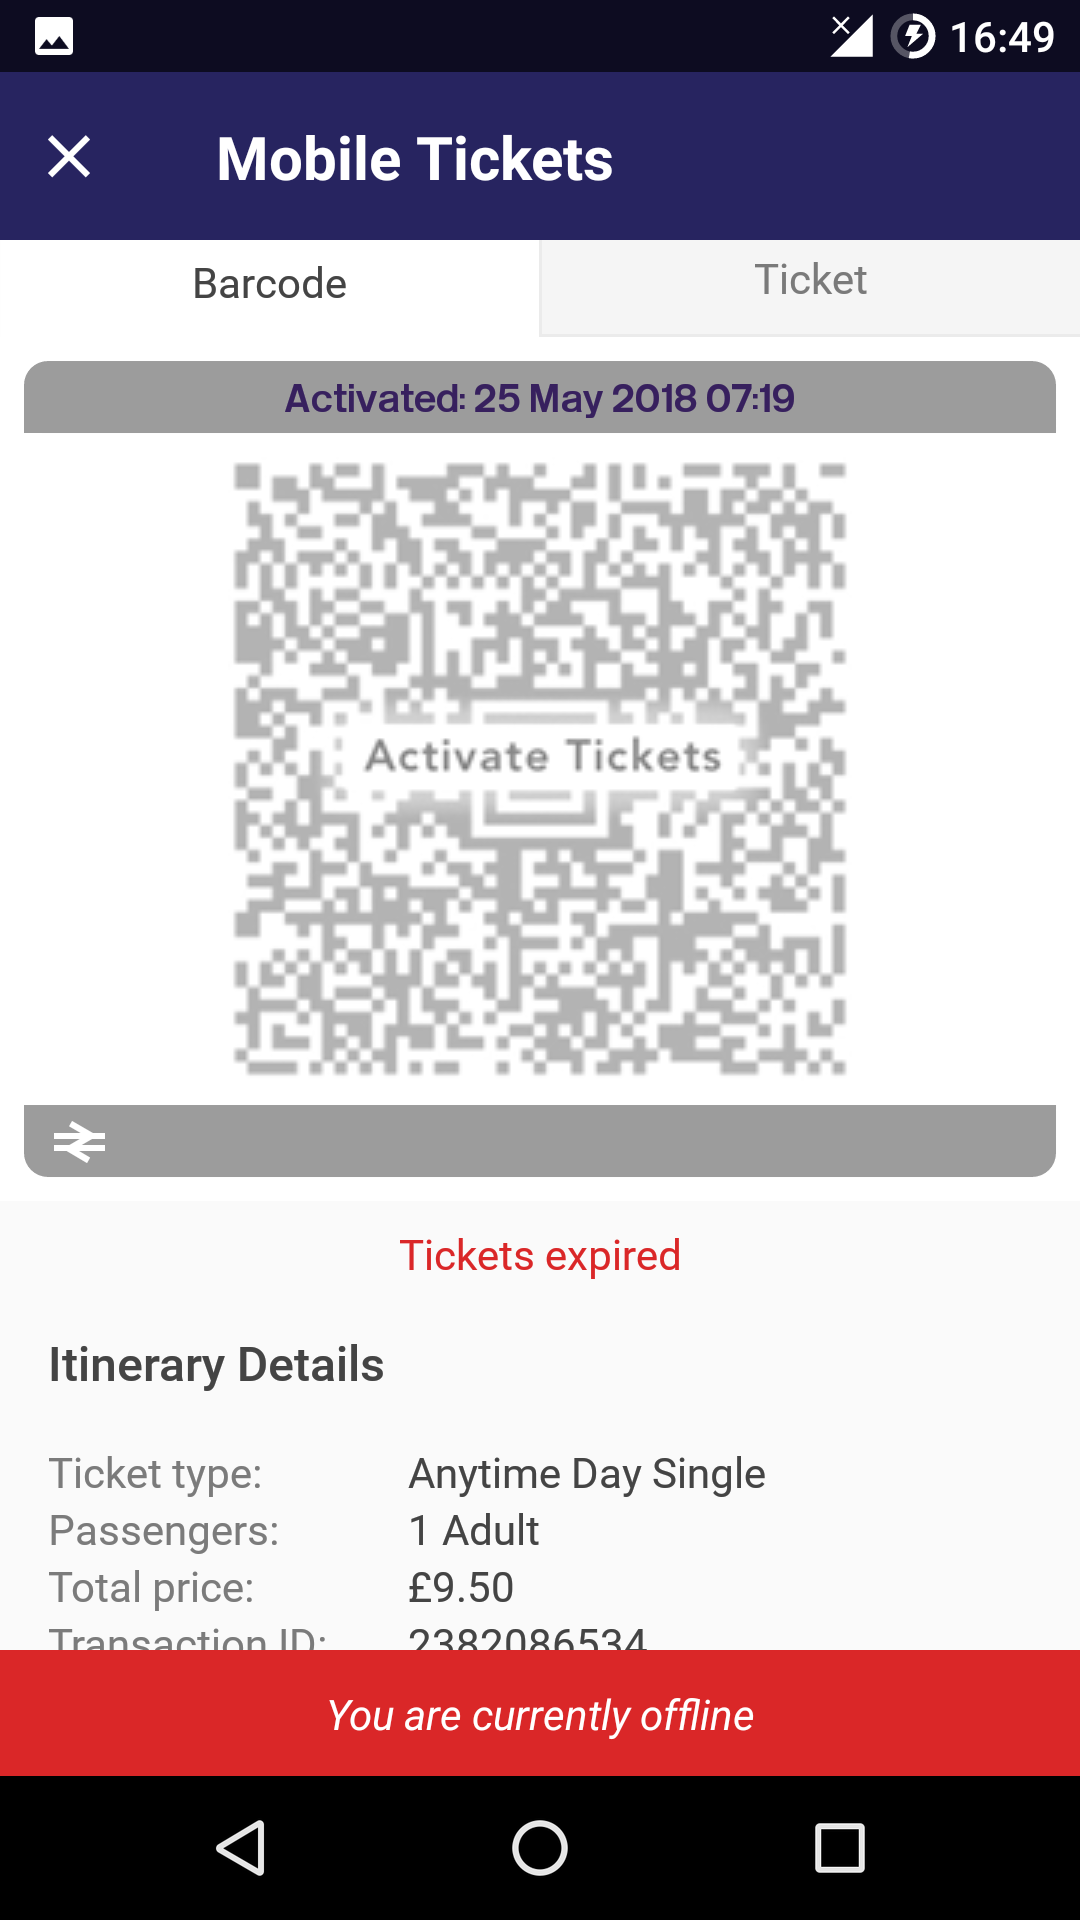 16:49
Mobile Tickets
Barcode
Ticket
Activated: 25 May 2018 07:19
Activate Tickets
Tickets expired
Itinerary Details
Ticket type: Anytime Day Single
Passengers: 1 Adult
Total price: £9.50
Transaction ID: 2382086534
You are currently offline